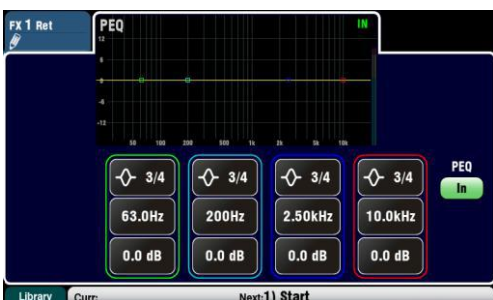 FX 1 Ret
PEQ
IN
12
6
0
-6
-12
50 100 200 500 1k 2k 5k 10k
3/4 3/4 3/4 3/4
63.0Hz 200Hz 2.50kHz 10.0kHz
0.0 dB 0.0 dB 0.0 dB 0.0 dB
PEQ
In
Library Curr: Next:1) Start